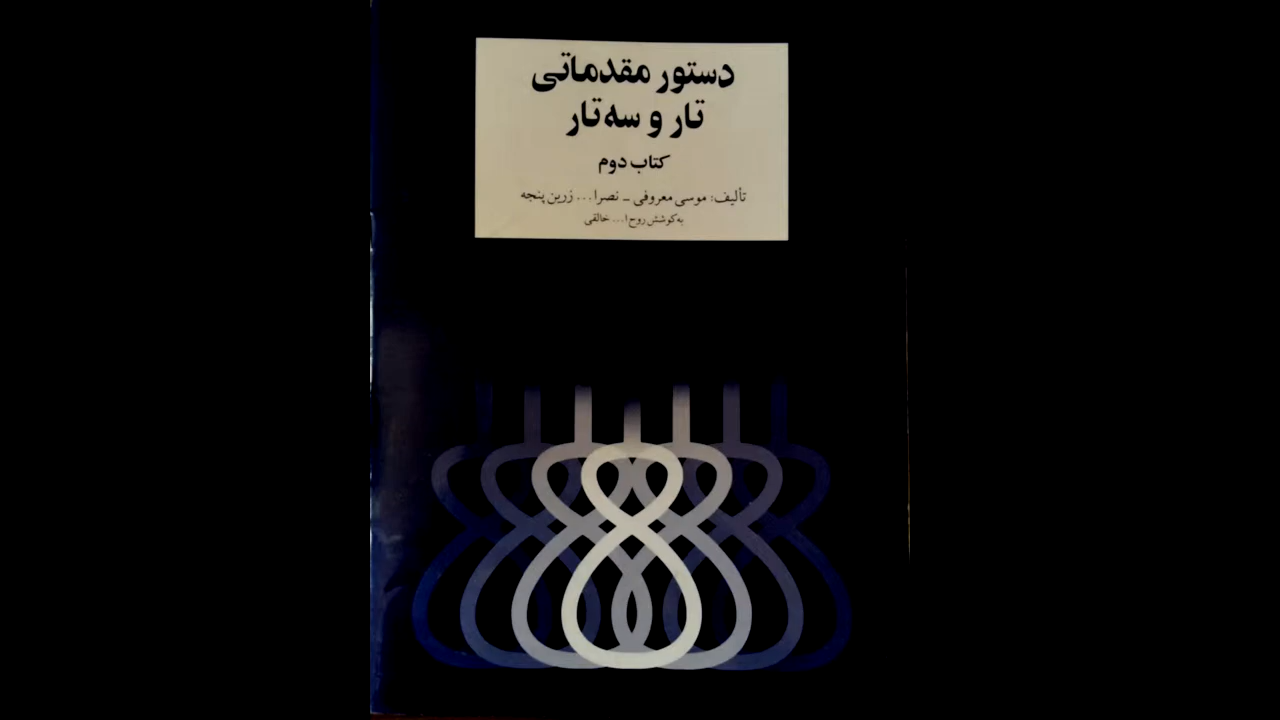 دستور مقدماتی
تار و سه‌تار
کتاب دوم
تألیف: موسی معروفی ـ نصرا... زرین‌پنجه
به‌کوشش روح‌ا... خالقی